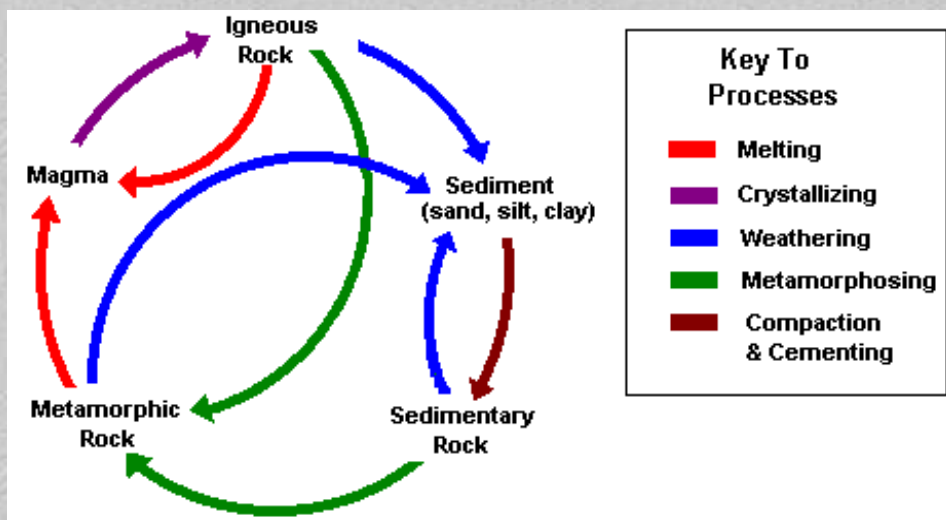 Igneous
Rock
Magma
Sediment
(sand, silt, clay)
Metamorphic
Rock
Sedimentary
Rock
Key To
Processes
Melting
Crystallizing
Weathering
Metamorphosing
Compaction
& Cementing